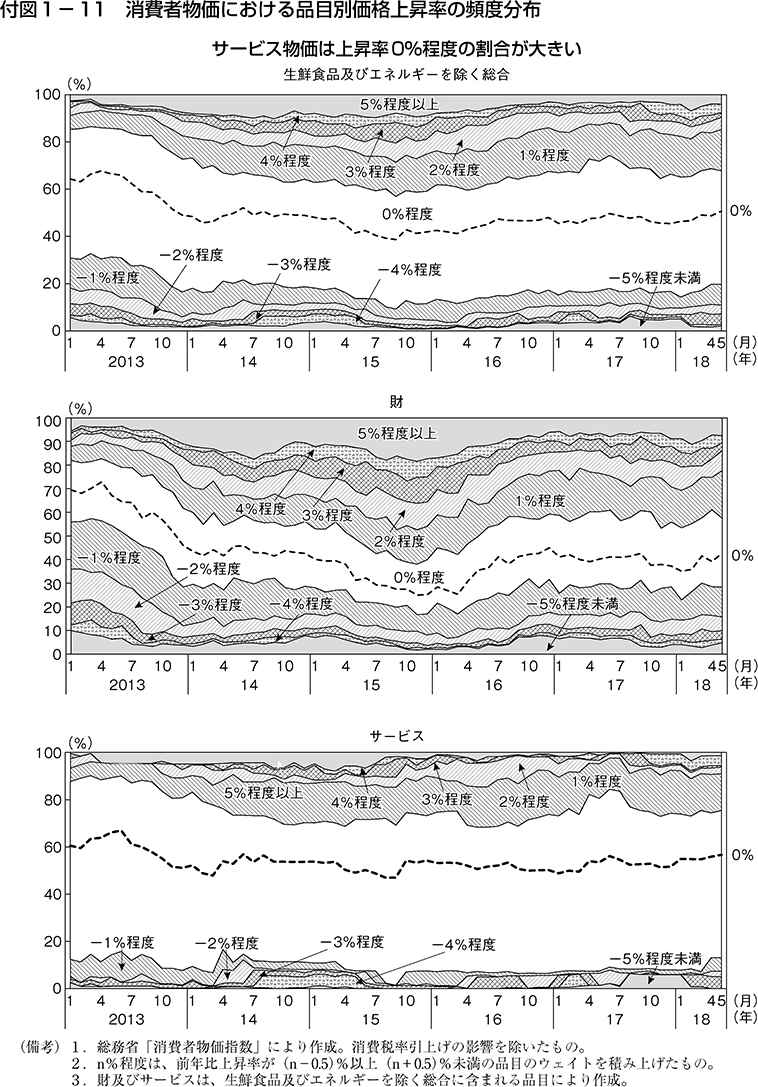 付図1－11　消費者物価における品目別価格上昇率の頻度分布
サービス物価は上昇率0％程度の割合が大きい
生鮮食品及びエネルギーを除く総合
(％)
100
80
60
40
20
0
5％程度以上
4％程度
3％程度
2％程度
1％程度
0％程度
0％
－1％程度
－2％程度
－3％程度
－4％程度
－5％程度未満
1 4 7 10 1 4 7 10 1 4 7 10 1 4 7 10 1 4 7 10 1 45 (月)
2013 14 15 16 17 18 (年)
財
(％)
100
90
80
70
60
50
40
30
20
10
0
5％程度以上
4％程度
3％程度
2％程度
1％程度
0％程度
0％
－1％程度
－2％程度
－3％程度
－4％程度
－5％程度未満
1 4 7 10 1 4 7 10 1 4 7 10 1 4 7 10 1 4 7 10 1 45 (月)
2013 14 15 16 17 18 (年)
サービス
(％)
100
80
60
40
20
0
5％程度以上
4％程度
3％程度
2％程度
1％程度
0％
－1％程度
－2％程度
－3％程度
－4％程度
－5％程度未満
1 4 7 10 1 4 7 10 1 4 7 10 1 4 7 10 1 4 7 10 1 45 (月)
2013 14 15 16 17 18 (年)
（備考）1．総務省「消費者物価指数」により作成。消費税率引上げの影響を除いたもの。
2．n％程度は、前年比上昇率が（n－0.5）％以上（n＋0.5）％未満の品目のウェイトを積み上げたもの。
3．財及びサービスは、生鮮食品及びエネルギーを除く総合に含まれる品目により作成。